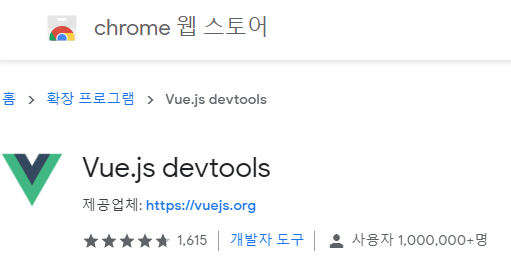 chrome 웹 스토어
홈 > 확장 프로그램 > Vue.js devtools
Vue.js devtools
제공업체: https://vuejs.org
★★★★★ 1,615 | 개발자 도구 | 사용자 1,000,000+명